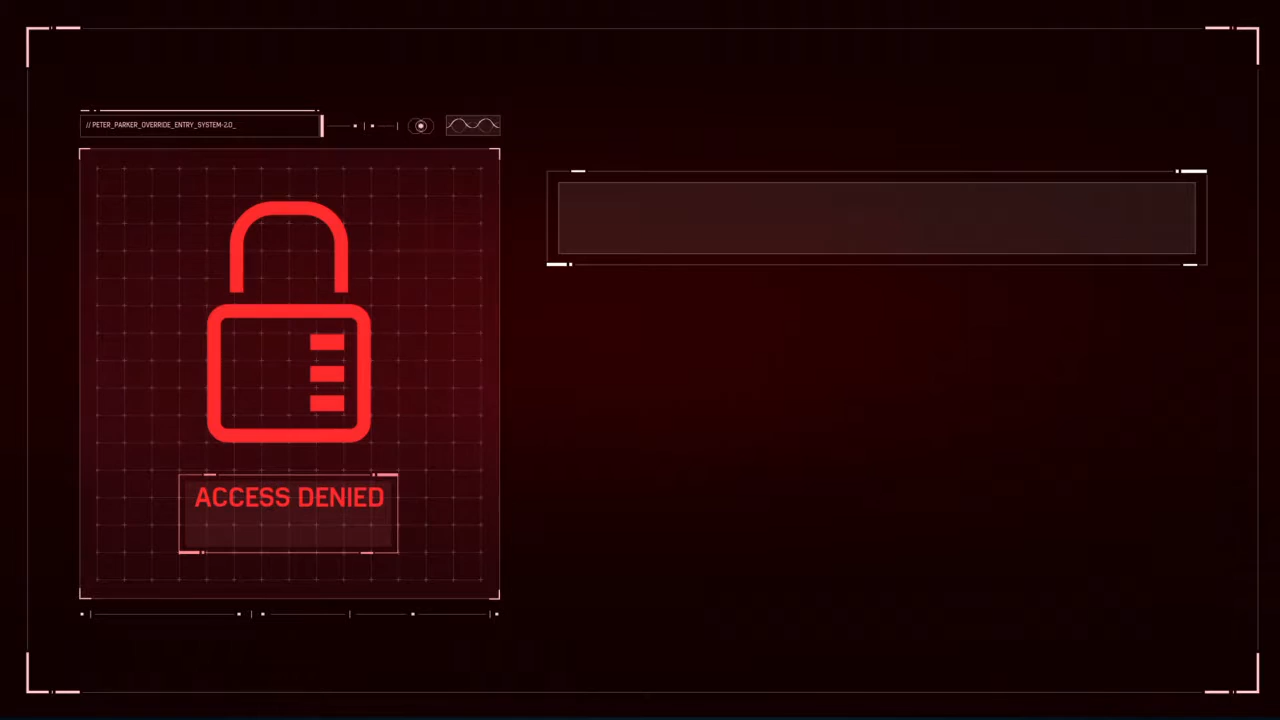 // PETER_PARKER_OVERRIDE_ENTRY_SYSTEM-2.0_
ACCESS DENIED